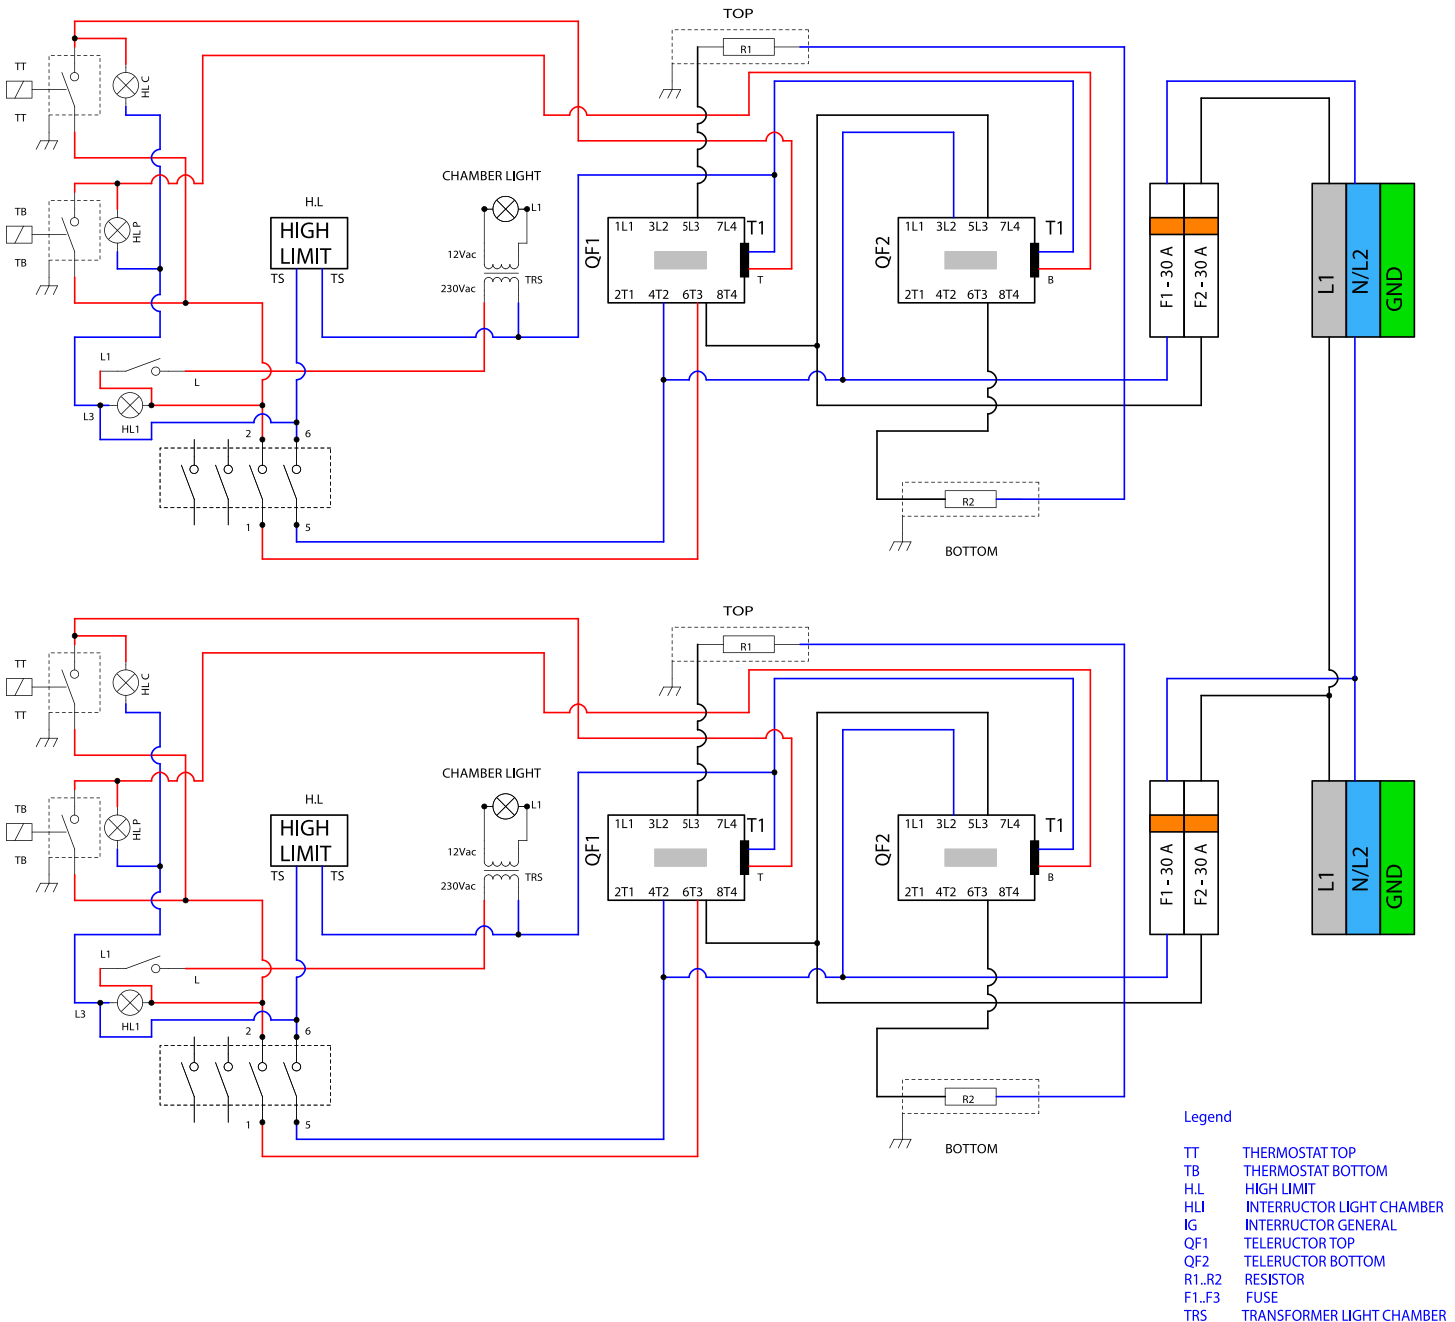 TOP
R1
TT
HL C
TT
CHAMBER LIGHT
H.L
L1
TB
HL P
TB
HIGH
LIMIT
TS TS
12Vac
230Vac
TRS
QF1
1L1 3L2 5L3 7L4
T1
T
2T1 4T2 6T3 8T4
QF2
1L1 3L2 5L3 7L4
T1
B
2T1 4T2 6T3 8T4
F1 - 30 A
F2 - 30 A
L1
N/L2
GND
L1
L
L3
HL1
2 6
1 5
R2
BOTTOM
TOP
R1
TT
HL C
TT
CHAMBER LIGHT
H.L
L1
TB
HL P
TB
HIGH
LIMIT
TS TS
12Vac
230Vac
TRS
QF1
1L1 3L2 5L3 7L4
T1
T
2T1 4T2 6T3 8T4
QF2
1L1 3L2 5L3 7L4
T1
B
2T1 4T2 6T3 8T4
F1 - 30 A
F2 - 30 A
L1
N/L2
GND
L1
L
L3
HL1
2 6
1 5
R2
BOTTOM
Legend
TT THERMOSTAT TOP
TB THERMOSTAT BOTTOM
H.L HIGH LIMIT
HLI INTERRUCTOR LIGHT CHAMBER
IG INTERRUCTOR GENERAL
QF1 TELERUCTOR TOP
QF2 TELERUCTOR BOTTOM
R1..R2 RESISTOR
F1..F3 FUSE
TRS TRANSFORMER LIGHT CHAMBER